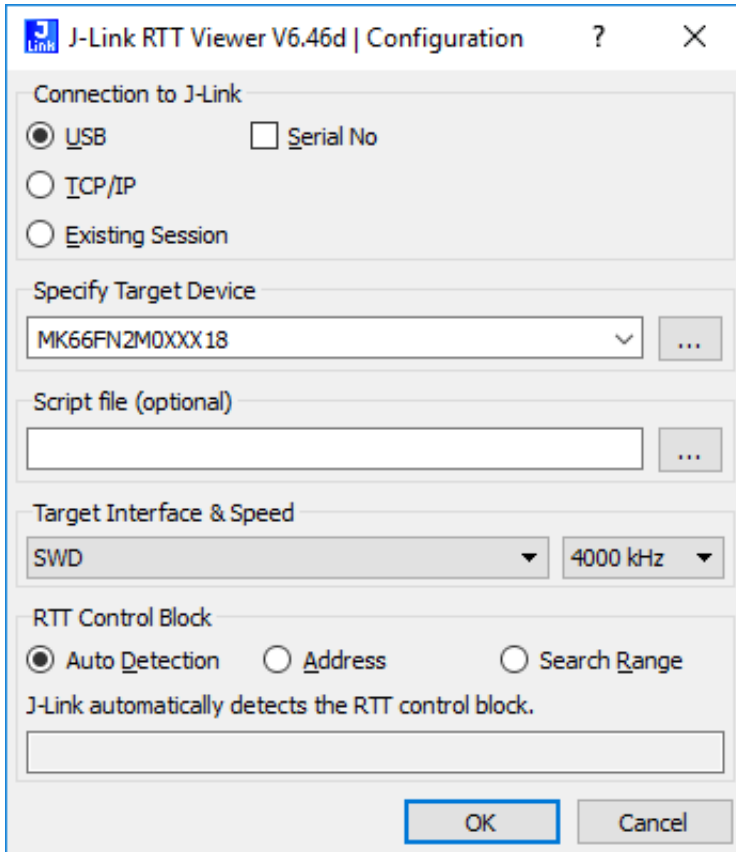 J-Link RTT Viewer V6.46d | Configuration ?
Connection to J-Link
USB Serial No
TCP/IP
Existing Session
Specify Target Device
MK66FN2M0XXX18 ...
Script file (optional)
...
Target Interface & Speed
SWD 4000 kHz
RTT Control Block
Auto Detection Address Search Range
J-Link automatically detects the RTT control block.
OK Cancel